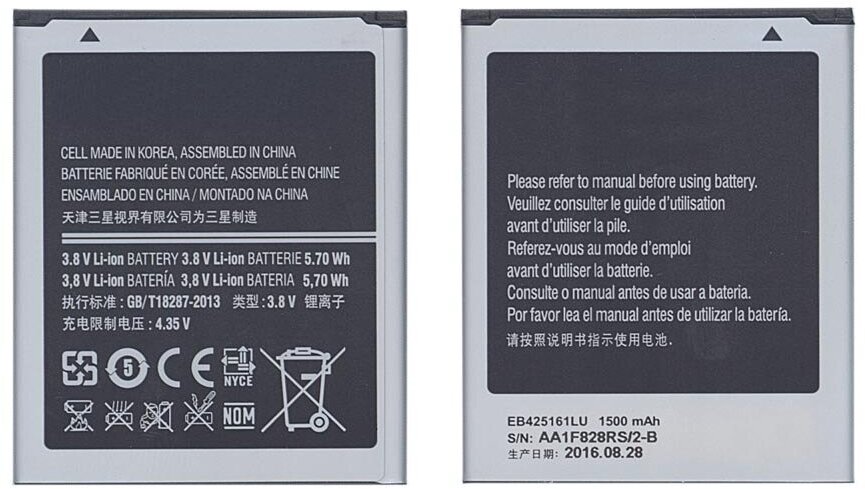 CELL MADE IN KOREA, ASSEMBLED IN CHINA
BATTERIE FABRIQUÉ EN CORÉE, ASSEMBLÉ EN CHINE
ENSAMBLADO EN CHINA / MONTADO NA CHINA
天津三星视界有限公司为三星制造
3.8 V Li-ion BATTERY 3.8 V Li-ion BATTERIE 5.70 Wh
3,8 V Li-ion BATERÍA 3,8 V Li-ion BATERIA 5,70 Wh
执行标准 : GB/T18287-2013 类型 : 3.8 V 锂离子
充电限制电压 : 4.35 V
5
CE
NYCE
NOM
Please refer to manual before using battery.
Veuillez consulter le guide d'utilisation
avant d'utiliser la pile.
Referez-vous au mode d'emploi
avant d'utiliser la batterie.
Consulte o manual antes de usar a bateria.
Por favor lea el manual antes de utilizar la batería.
请按照说明书指示使用电池.
EB425161LU 1500 mAh
S/N: AA1F828RS/2-B
生产日期: 2016.08.28